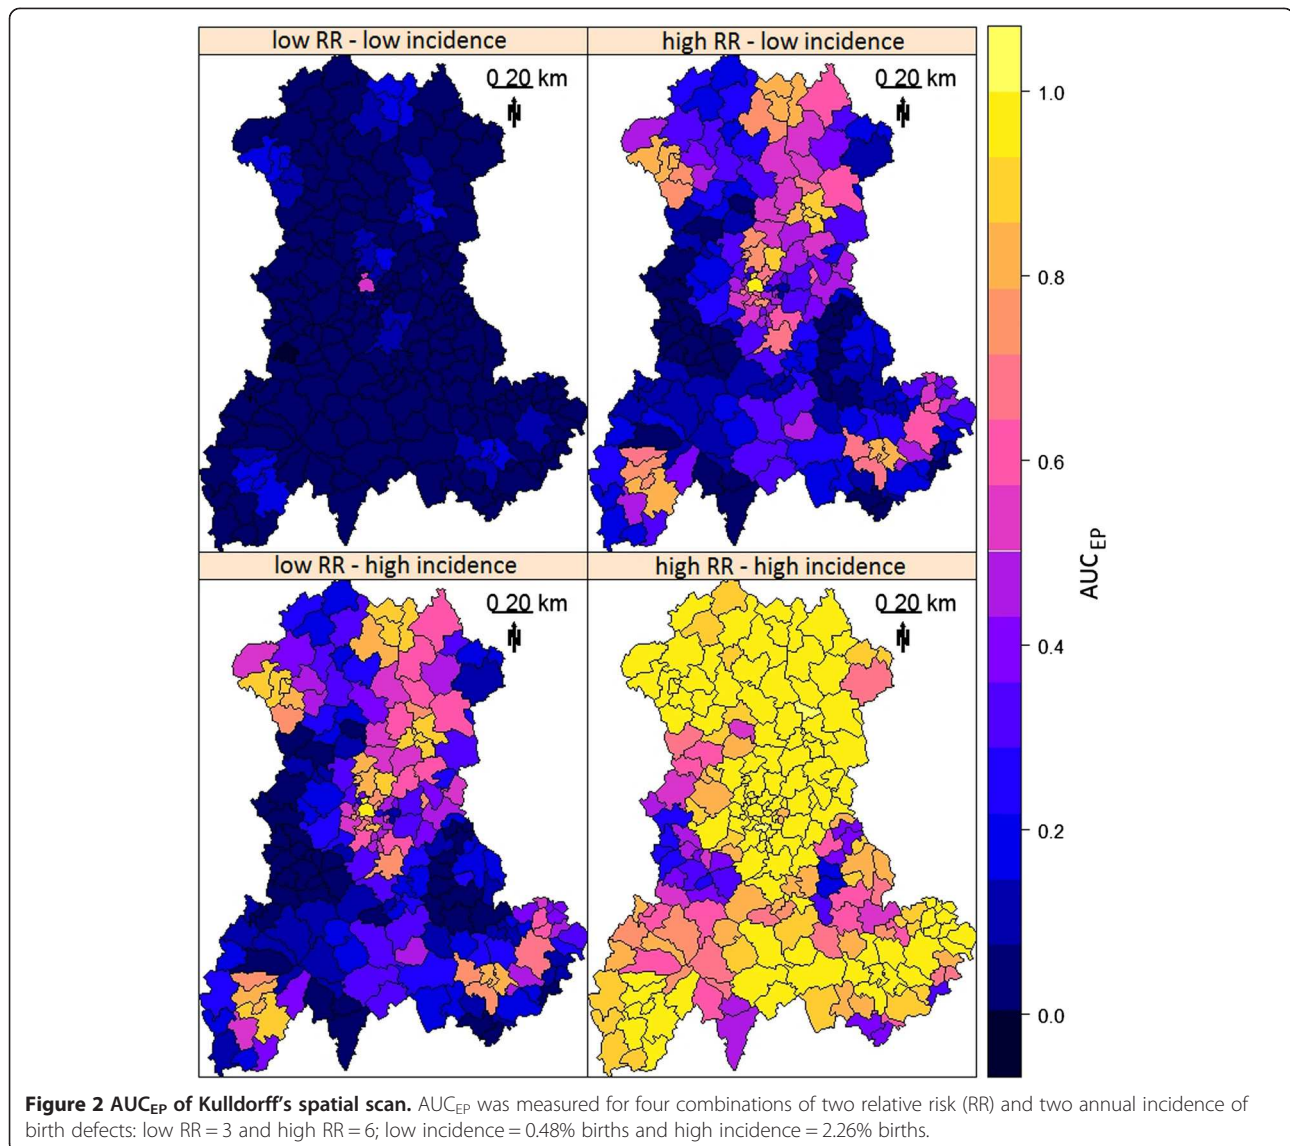 low RR - low incidence
high RR - low incidence
0 20 km
N
0 20 km
N
low RR - high incidence
high RR - high incidence
0 20 km
N
0 20 km
N
1.0
0.8
0.6
0.4
0.2
0.0
AUC_EP
Figure 2 AUC_EP of Kulldorff's spatial scan. AUC_EP was measured for four combinations of two relative risk (RR) and two annual incidence of
birth defects: low RR = 3 and high RR = 6; low incidence = 0.48% births and high incidence = 2.26% births.